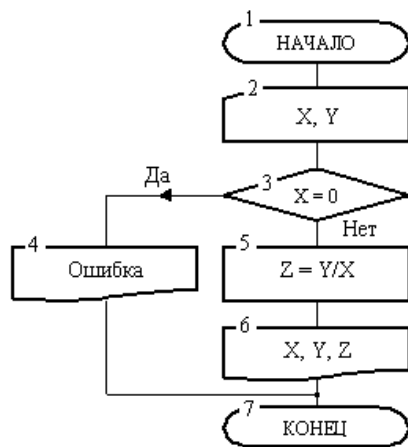 1
НАЧАЛО
2
X, Y
3
X = 0
Да
Нет
4
Ошибка
5
Z = Y/X
6
X, Y, Z
7
КОНЕЦ